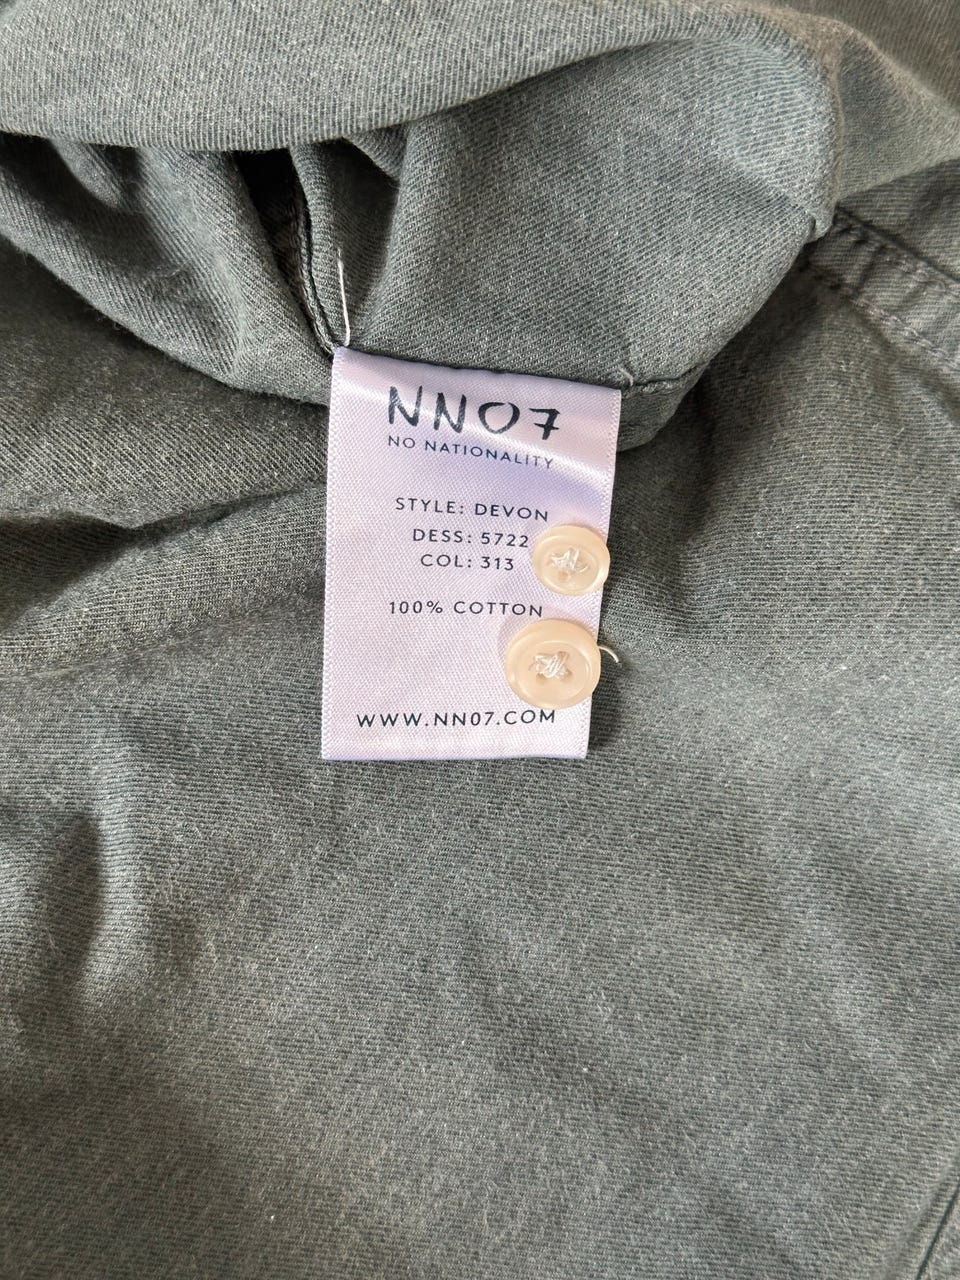 NN07
NO NATIONALITY
STYLE: DEVON
DESS: 5722
COL: 313
100% COTTON
WWW.NN07.COM